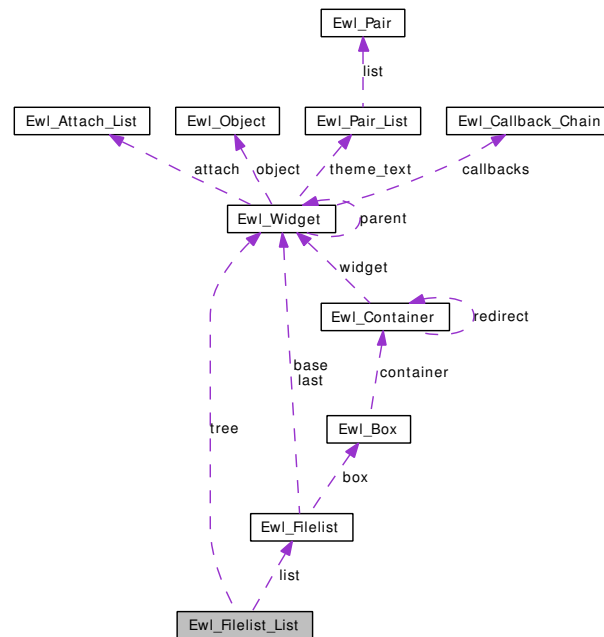 Ewl_Pair
list
Ewl_Attach_List
Ewl_Object
Ewl_Pair_List
Ewl_Callback_Chain
attach
object
theme_text
callbacks
Ewl_Widget
parent
widget
Ewl_Container
redirect
base
last
container
tree
Ewl_Box
box
Ewl_Filelist
list
Ewl_Filelist_List